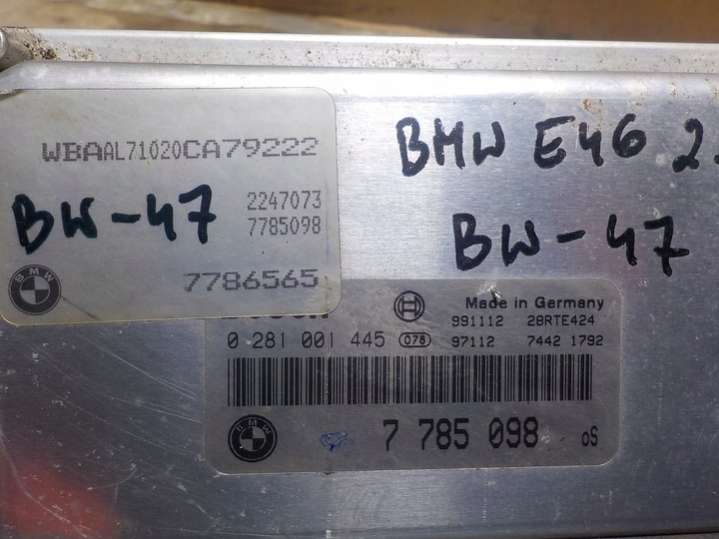 WBAAL71020CA79222
BW-47
2247073
7785098
BMW
7786565
BMW E46 2.
BW-47
Made in Germany
0 281 001 445 078
991112 28RTE424
97112 7442 1792
BMW
7 785 098 oS